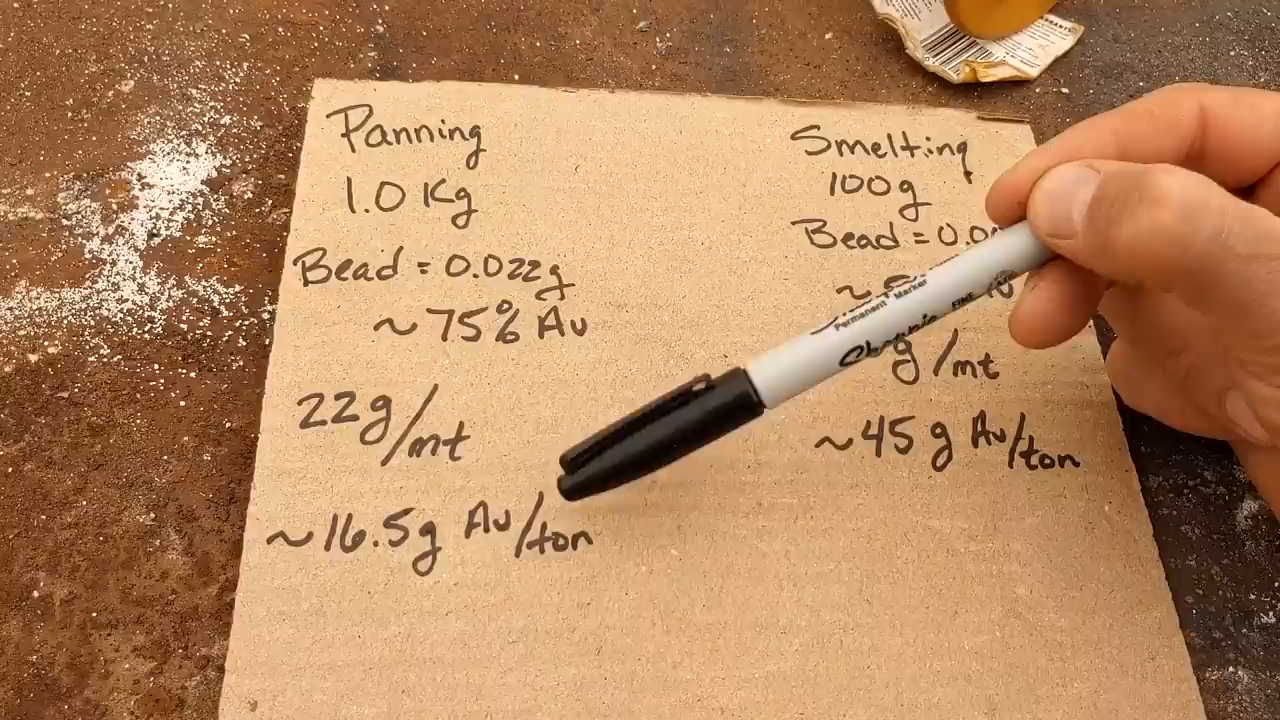 Panning
1.0 Kg
Bead = 0.022g
~75% Au
22g/mt
~16.5g Au/ton
Smelting
100g
Bead = 0.0
g/mt
~45g Au/ton
Permanent Marker
FINE
Sharpie